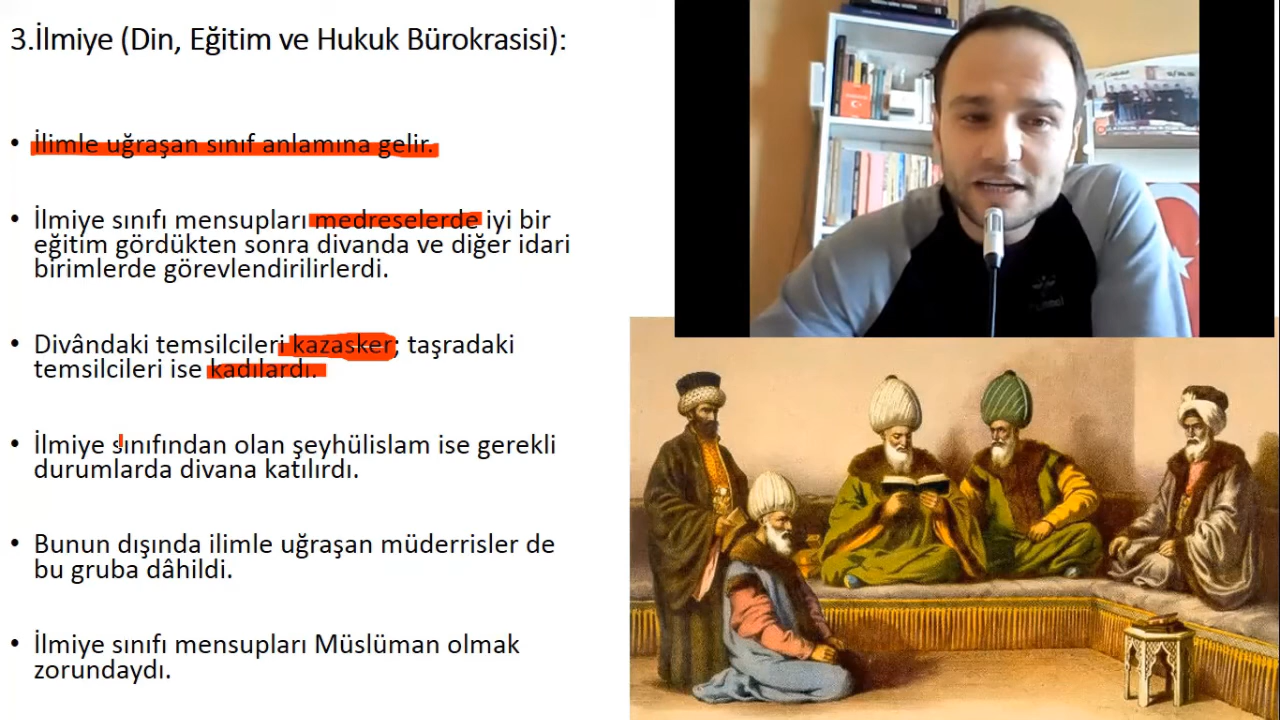 3.İlmiye (Din, Eğitim ve Hukuk Bürokrasisi):
• İlimle uğraşan sınıf anlamına gelir.
• İlmiye sınıfı mensupları medreselerde iyi bir
eğitim gördükten sonra divanda ve diğer idari
birimlerde görevlendirilirlerdi.
• Divândaki temsilcileri kazasker; taşradaki
temsilcileri ise kadılardı.
• İlmiye sınıfından olan şeyhülislam ise gerekli
durumlarda divana katılırdı.
• Bunun dışında ilimle uğraşan müderrisler de
bu gruba dâhildi.
• İlmiye sınıfı mensupları Müslüman olmak
zorundaydı.